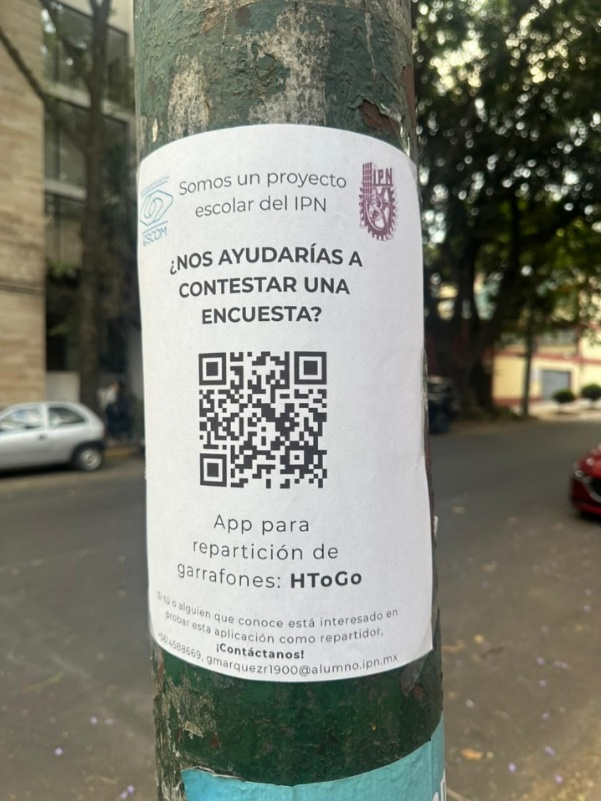 Somos un proyecto
escolar del IPN
ESCOM
IPN
¿NOS AYUDARÍAS A
CONTESTAR UNA
ENCUESTA?
App para
repartición de
garrafones: HToGo
Si tú o alguien que conoce está interesado en
probar esta aplicación como repartidor,
¡Contáctanos!
gmarquezr1900@alumno.ipn.mx